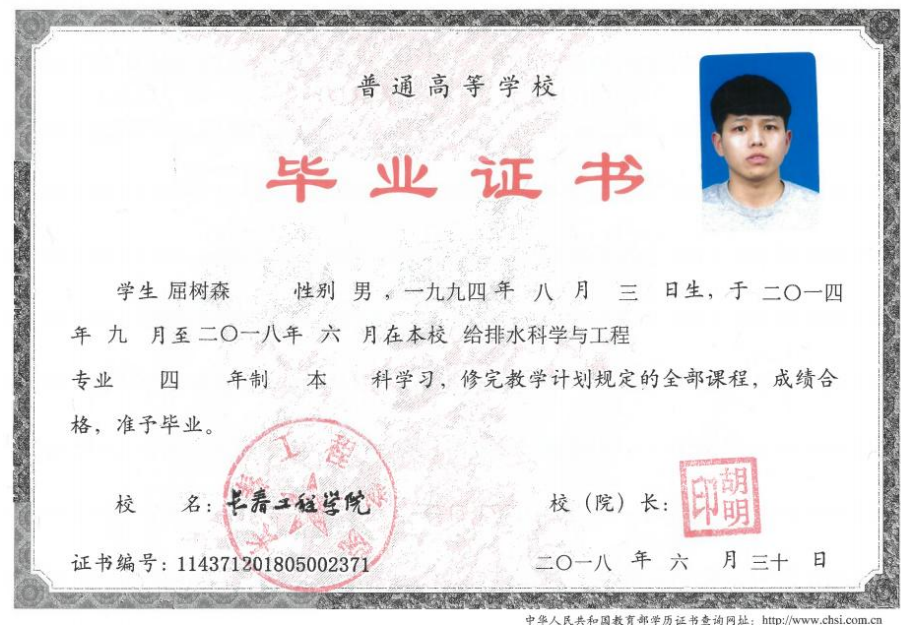 普通高等学校
毕业证书
学生 屈树森 性别 男 ,一九九四 年 八 月 三 日生，于 二〇一四
年 九 月至 二〇一八年 六 月在本校 给排水科学与工程
专业 四 年制 本 科学习，修完教学计划规定的全部课程，成绩合
格，准予毕业。
校 名：长春工程学院
长春工程学院
校（院）长：
胡明印
证书编号：114371201805002371
二〇一八 年 六 月 三十 日
中华人民共和国教育部学历证书查询网址：http://www.chsi.com.cn